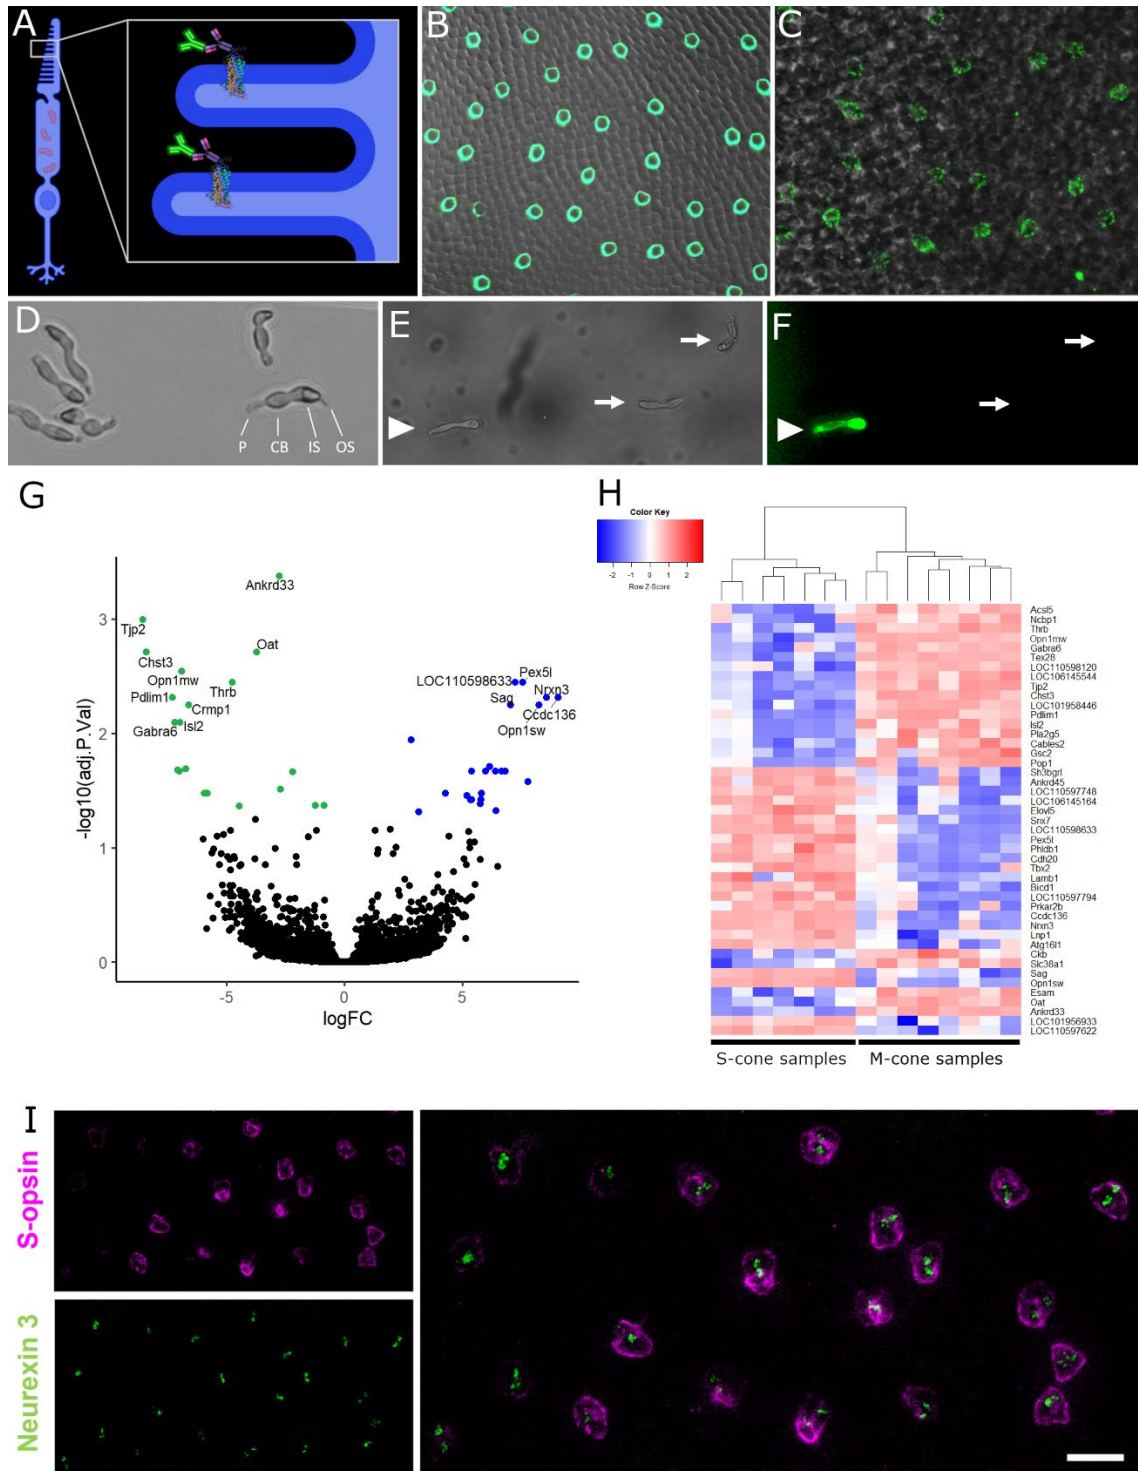 A
B
C
D
P
CB
IS
OS
E
F
G
Ankrd33
Tjp2
Chst3
Oat
Opn1mw
Thrb
Pdlim1
Crmp1
Isl2
Gabra6
LOC110598633
Pex5l
Nrxn3
Sag
Ccdc136
Opn1sw
3
2
1
0
-log10(adj.P.Val)
-5
0
5
logFC
H
Color Key
-2
-1
0
1
2
Row Z-Score
Acsl5
Ncbp1
Thrb
Opn1mw
Gabra6
Tex28
LOC110598120
LOC106145544
Tjp2
Chst3
LOC101958446
Pdlim1
Isl2
Pla2g5
Cables2
Gsc2
Pop1
Sh3bgrl
Ankrd45
LOC110597748
LOC106145164
Elovl5
Snx7
LOC110598633
Pex5l
Phldb1
Cdh20
Tbx2
Lamb1
Bicd1
LOC110597794
Prkar2b
Ccdc136
Nrxn3
Lnp1
Atg16l1
Ckb
Slc38a1
Sag
Opn1sw
Esam
Oat
Ankrd33
LOC101956933
LOC110597622
S-cone samples
M-cone samples
I
S-opsin
Neurexin 3